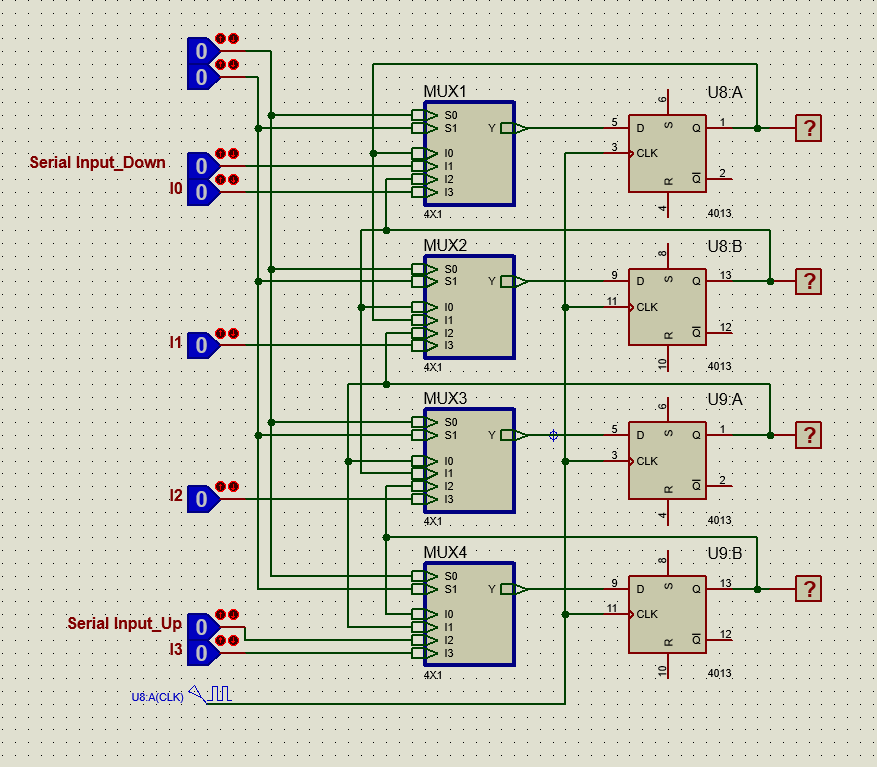 0
0
MUX1
U8:A
S0
S1
Y
I0
I1
I2
I3
4X1
5
D
3
CLK
6
S
R
4
Q
1
Q
2
4013
?
Serial Input_Down
0
I0
0
MUX2
U8:B
S0
S1
Y
I0
I1
I2
I3
4X1
9
D
11
CLK
8
S
R
10
Q
13
Q
12
4013
?
I1
0
MUX3
U9:A
S0
S1
Y
I0
I1
I2
I3
4X1
5
D
3
CLK
6
S
R
4
Q
1
Q
2
4013
?
I2
0
MUX4
U9:B
S0
S1
Y
I0
I1
I2
I3
4X1
9
D
11
CLK
8
S
R
10
Q
13
Q
12
4013
?
Serial Input_Up
0
I3
0
U8:A(CLK)